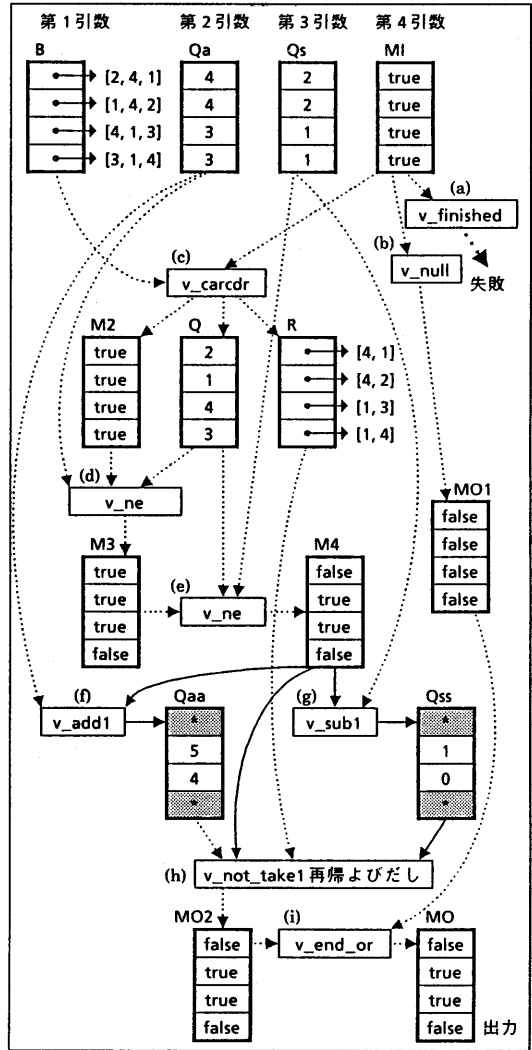 第1引数 第2引数 第3引数 第4引数
B Qa Qs MI
[2, 4, 1] 4 2 true
[1, 4, 2] 4 2 true
[4, 1, 3] 3 1 true
[3, 1, 4] 3 1 true
(a)
v_finished
(b)
v_null
失敗
(c)
v_carcdr
M2 Q R
true 2 [4, 1]
true 1 [4, 2]
true 4 [1, 3]
true 3 [1, 4]
(d)
v_ne
MO1
false
false
false
false
M3 M4
true false
true true
true true
false false
(e)
v_ne
(f) Qaa (g) Qss
v_add1 * v_sub1 *
5 1
4 0
* *
(h) v_not_take1 再帰よびだし
MO2 (i) MO
false v_end_or false
true true
true true
false false 出力